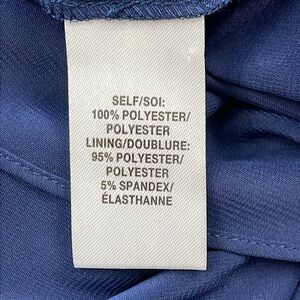 SELF/SOI:
100% POLYESTER/
POLYESTER
LINING/DOUBLURE:
95% POLYESTER/
POLYESTER
5% SPANDEX/
ÉLASTHANNE